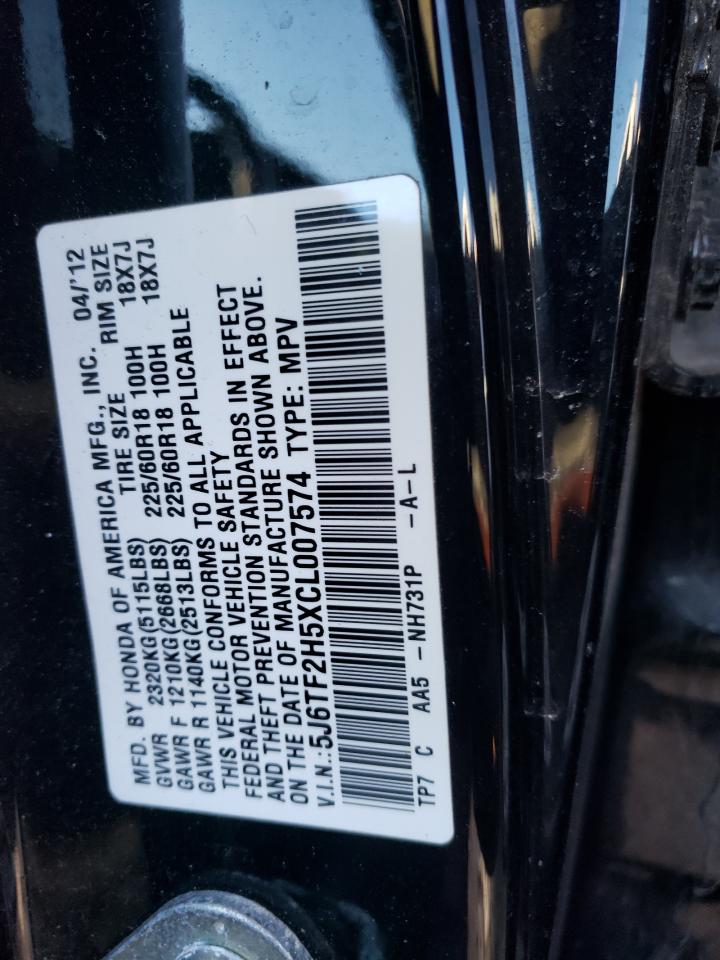 MFD. BY HONDA OF AMERICA MFG., INC. 04/'12
TIRE SIZE RIM SIZE
GVWR 2320KG(5115LBS)
GAWR F 1210KG(2668LBS) 225/60R18 100H 18X7J
GAWR R 1140KG(2513LBS) 225/60R18 100H 18X7J
THIS VEHICLE CONFORMS TO ALL APPLICABLE
FEDERAL MOTOR VEHICLE SAFETY
AND THEFT PREVENTION STANDARDS IN EFFECT
ON THE DATE OF MANUFACTURE SHOWN ABOVE.
V.I.N.:5J6TF2H5XCL007574 TYPE: MPV
TP7 C AA5 -NH731P -A-L